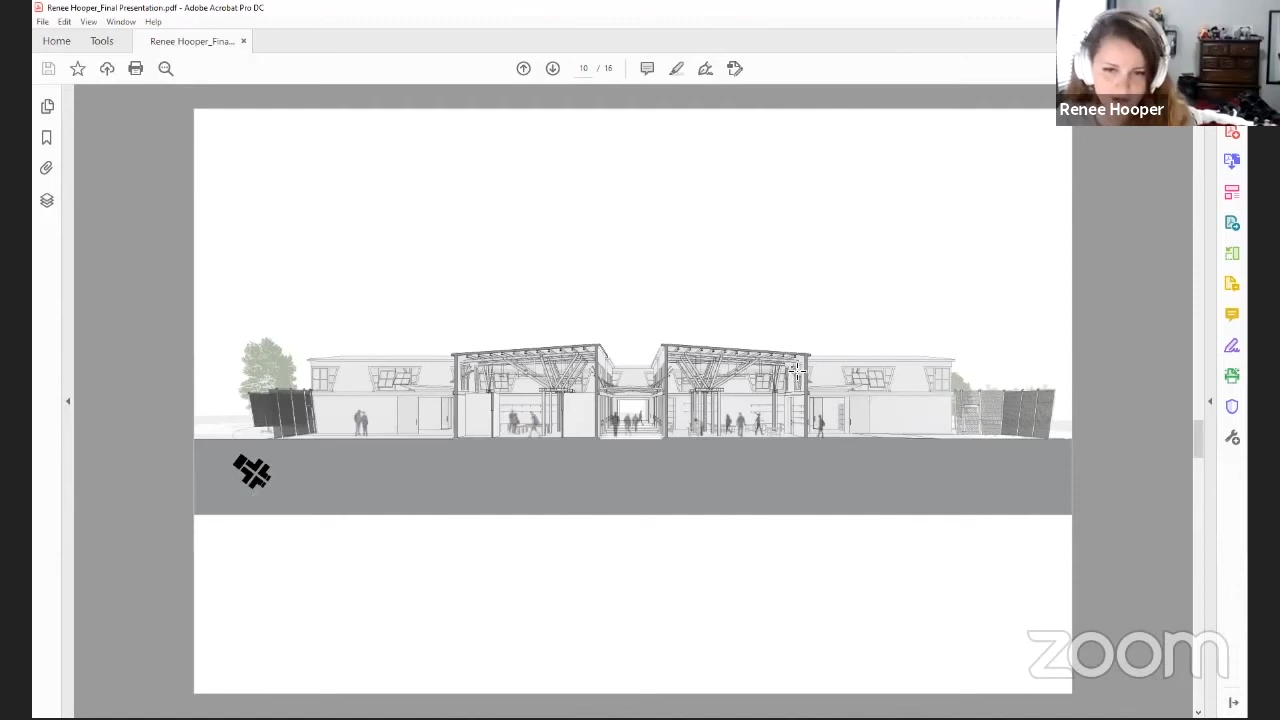 Renee Hooper_Final Presentation.pdf - Adobe Acrobat Pro DC
File Edit View Window Help
Home Tools Renee Hooper_Fina... ×
10 / 16
Renee Hooper
zoom